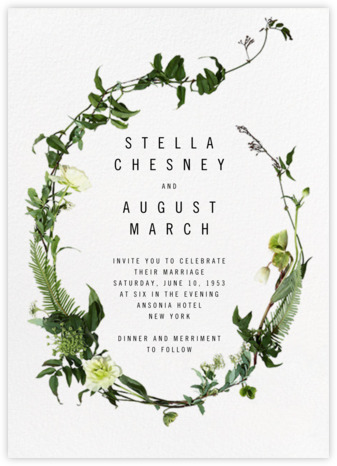 STELLA
CHESNEY
AND
AUGUST
MARCH
INVITE YOU TO CELEBRATE
THEIR MARRIAGE
SATURDAY, JUNE 10, 1953
AT SIX IN THE EVENING
ANSONIA HOTEL
NEW YORK
DINNER AND MERRIMENT
TO FOLLOW